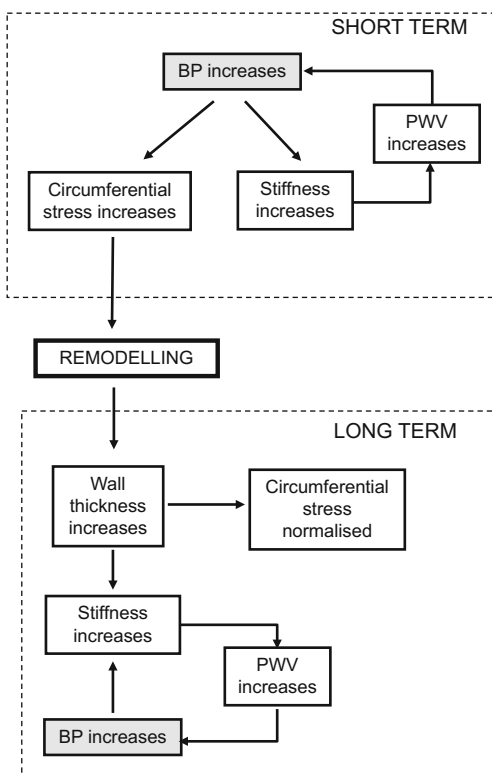 SHORT TERM
BP increases
PWV
increases
Circumferential
stress increases
Stiffness
increases
REMODELLING
LONG TERM
Wall
thickness
increases
Circumferential
stress
normalised
Stiffness
increases
PWV
increases
BP increases